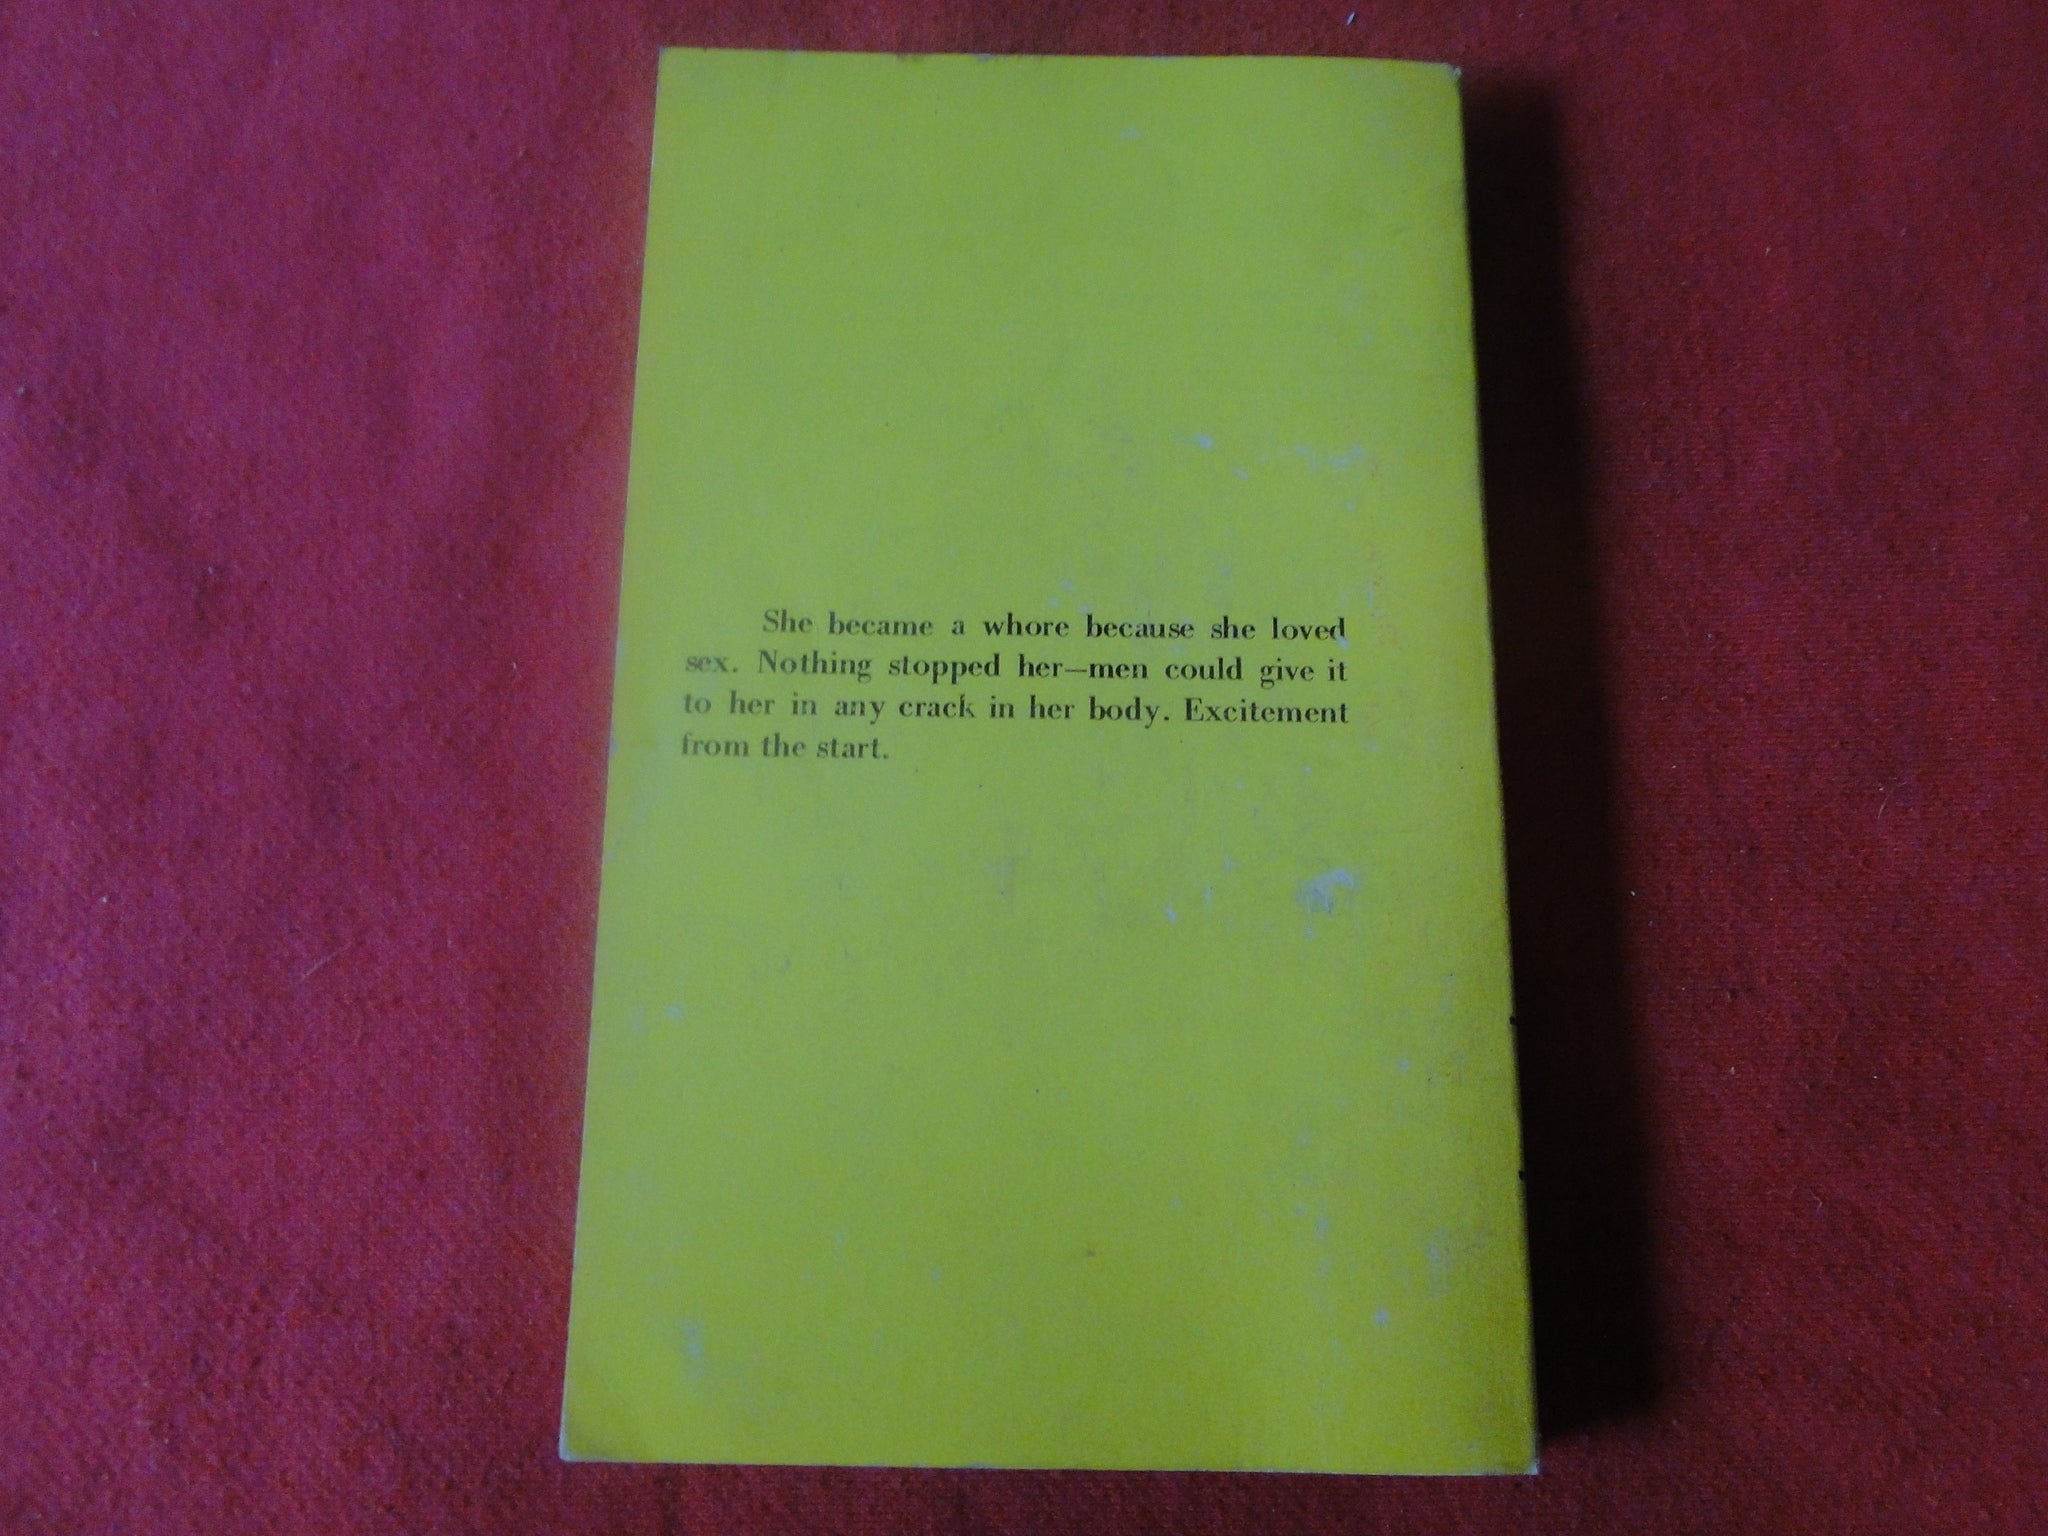 She became a whore because she loved
sex. Nothing stopped her—men could give it
to her in any crack in her body. Excitement
from the start.